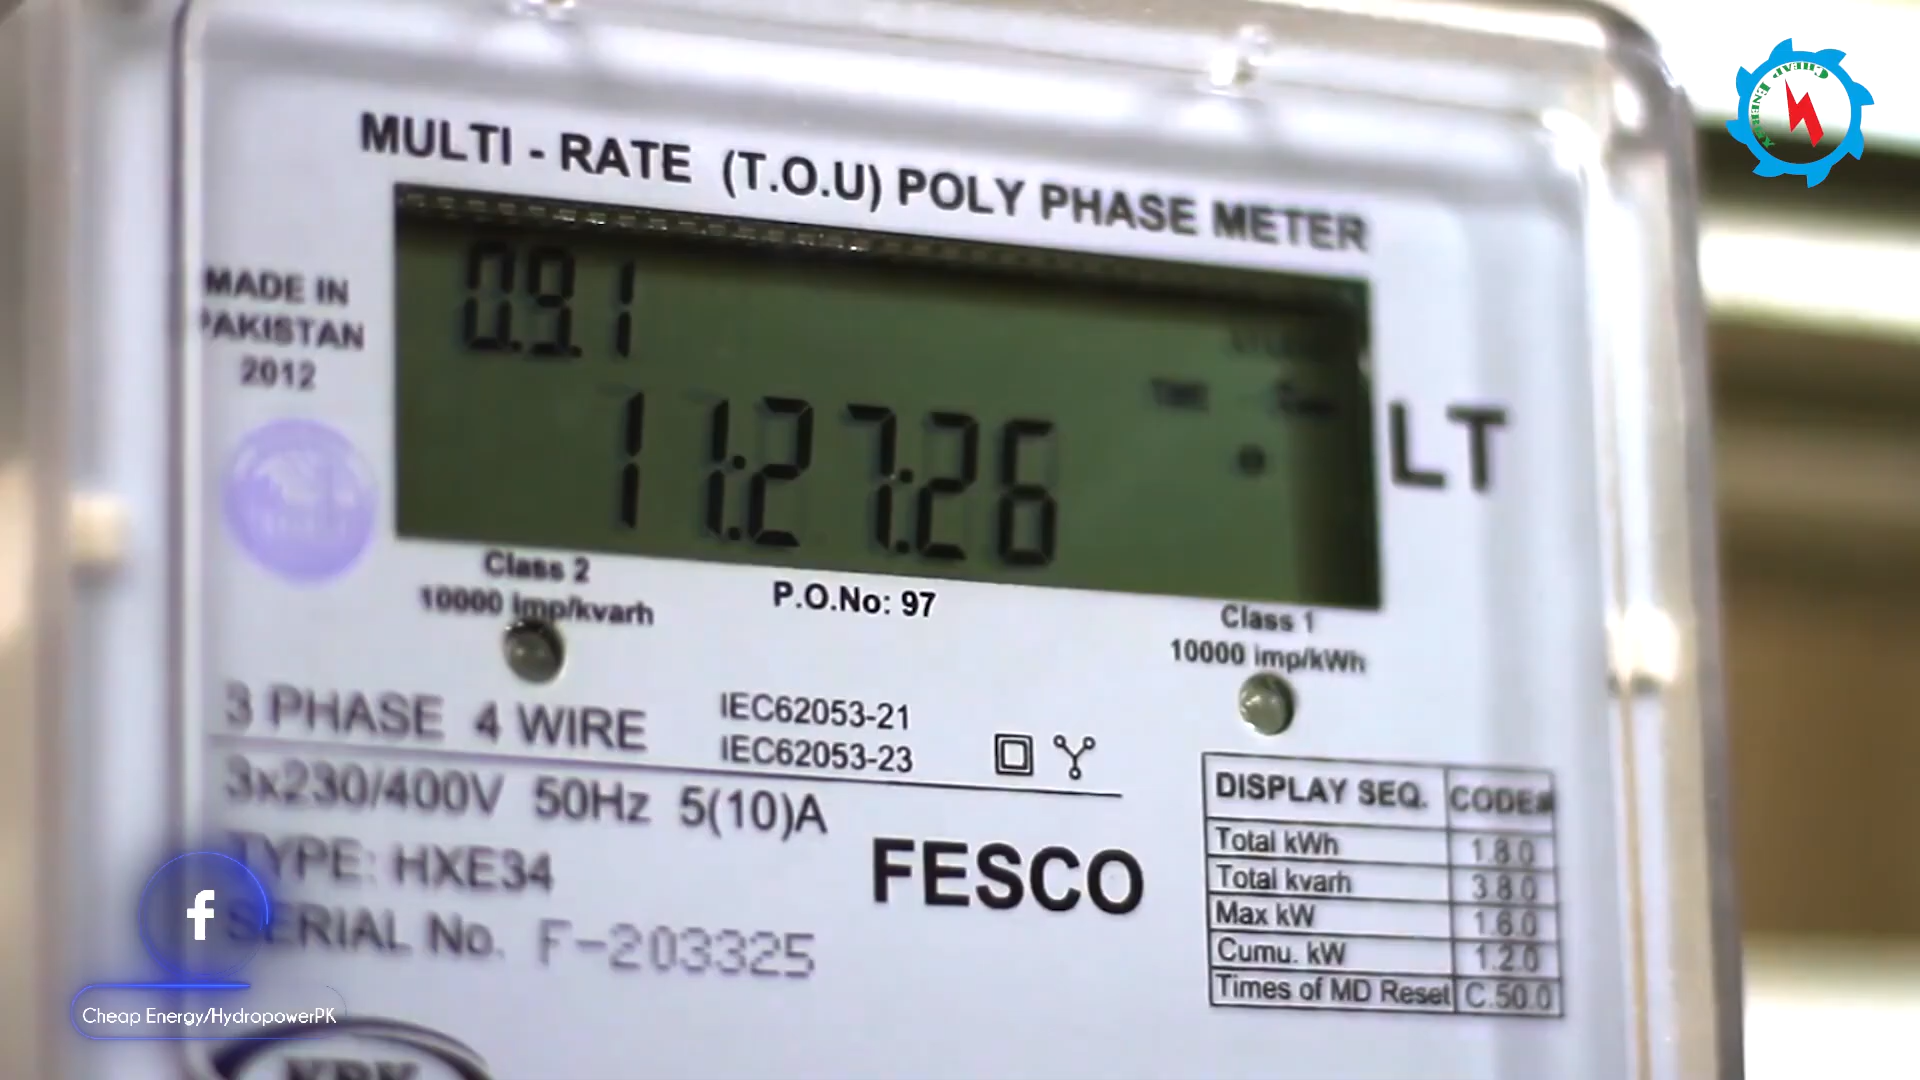 CHEAP ENERGY
MULTI - RATE (T.O.U) POLY PHASE METER
MADE IN
PAKISTAN
2012
0.9.1
TIME
11:27:26
LT
Class 2
10000 imp/kvarh
P.O.No: 97
Class 1
10000 imp/kWh
3 PHASE 4 WIRE
IEC62053-21
IEC62053-23
3x230/400V 50Hz 5(10)A
TYPE: HXE34
FESCO
SERIAL No. F-203325
DISPLAY SEQ. CODE#
Total kWh 1.8.0
Total kvarh 3.8.0
Max kW 1.6.0
Cumu. kW 1.2.0
Times of MD Reset C.50.0
f
Cheap Energy/HydropowerPK